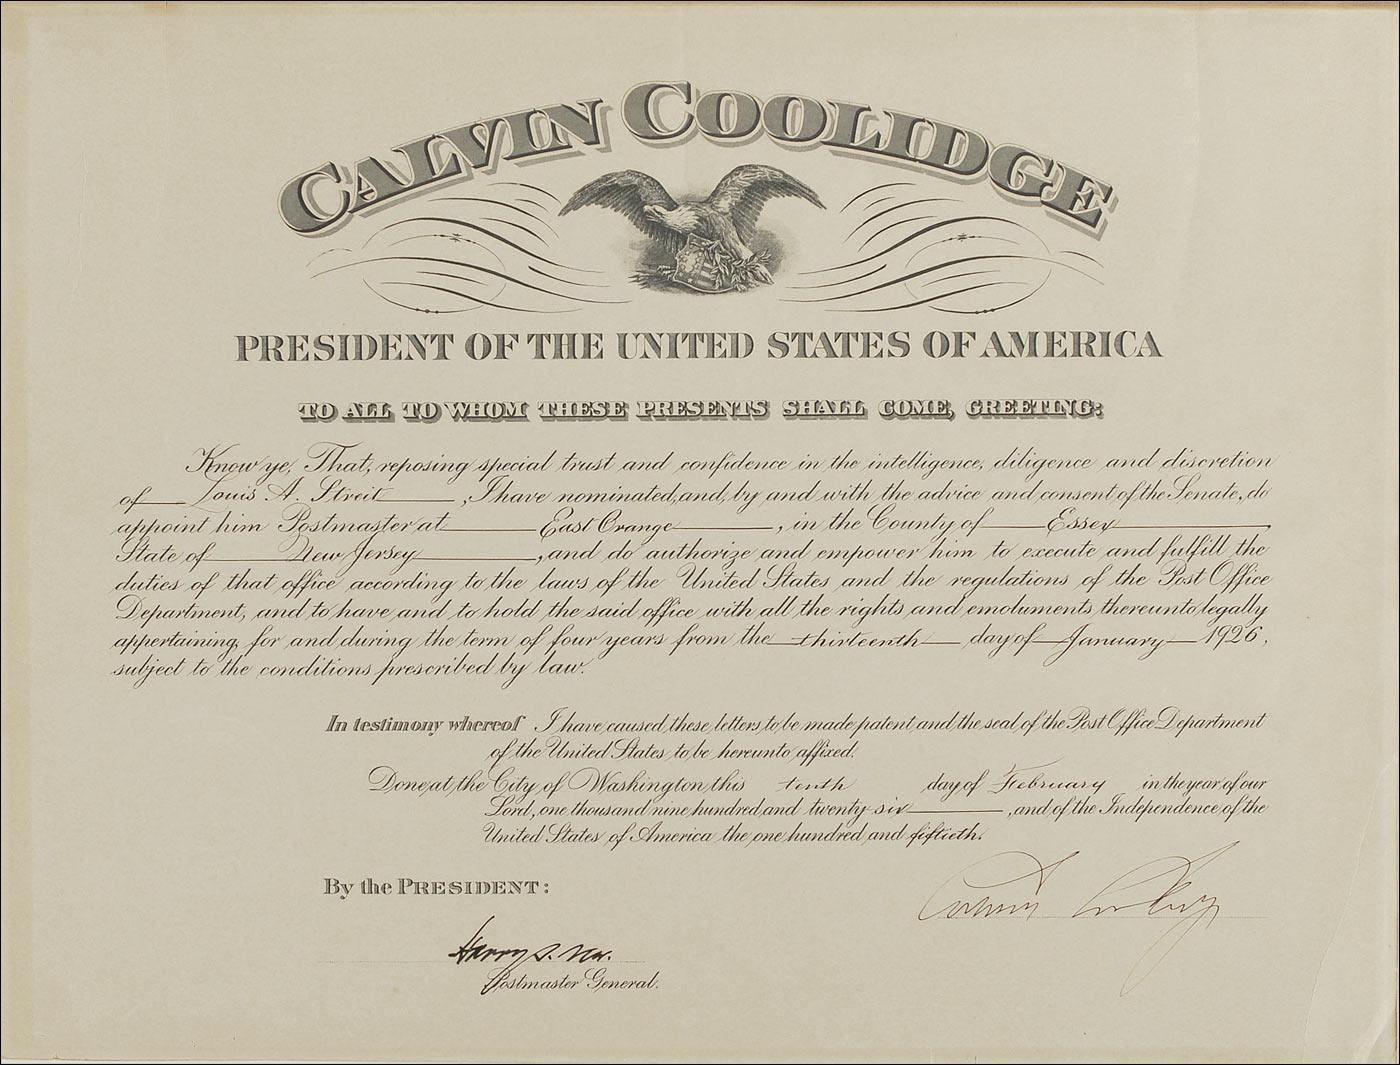 CALVIN COOLIDGE
PRESIDENT OF THE UNITED STATES OF AMERICA
TO ALL TO WHOM THESE PRESENTS SHALL COME, GREETING:
Know ye, That, reposing special trust and confidence in the intelligence, diligence and discretion
of Louis A. Streit, I have nominated, and, by and with the advice and consent of the Senate, do
appoint him Postmaster at East Orange, in the County of Essex,
State of New Jersey, and do authorize and empower him to execute and fulfill the
duties of that office according to the laws of the United States and the regulations of the Post Office
Department, and to have and to hold the said office with all the rights and emoluments thereunto legally
appertaining, for and during the term of four years from the thirteenth day of January 1926,
subject to the conditions prescribed by law.
In testimony whereof I have caused these letters to be made patent and the seal of the Post Office Department
of the United States to be hereunto affixed.
Done at the City of Washington this tenth day of February in the year of our
Lord, one thousand nine hundred and twenty six, and of the Independence of the
United States of America the one hundred and fiftieth.
By the PRESIDENT:
Calvin Coolidge
Harry S. New.
Postmaster General.